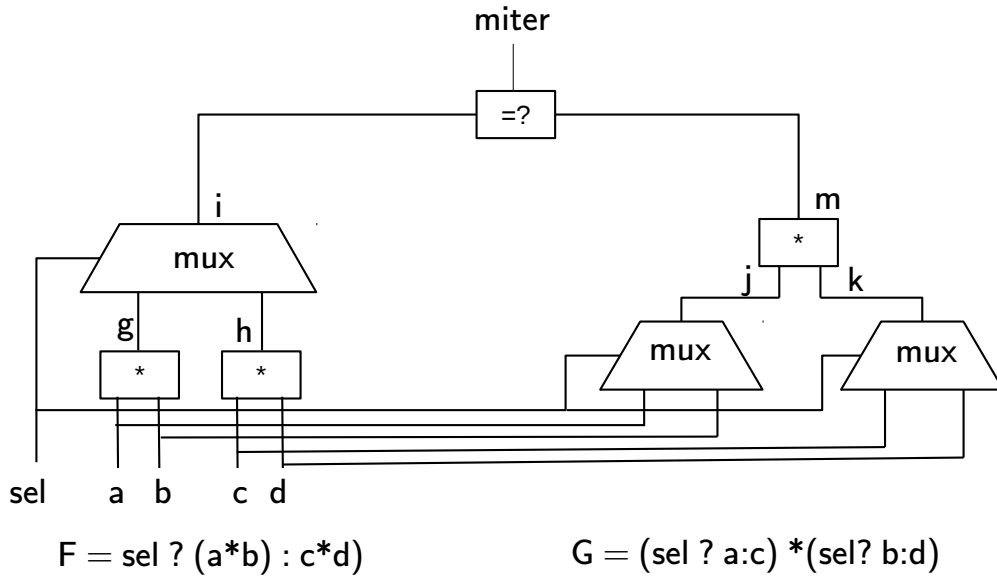 miter
=?
i
m
mux
*
j
k
g
h
mux
mux
*
*
sel
a
b
c
d
F = sel ? (a*b) : c*d)
G = (sel ? a:c) *(sel? b:d)